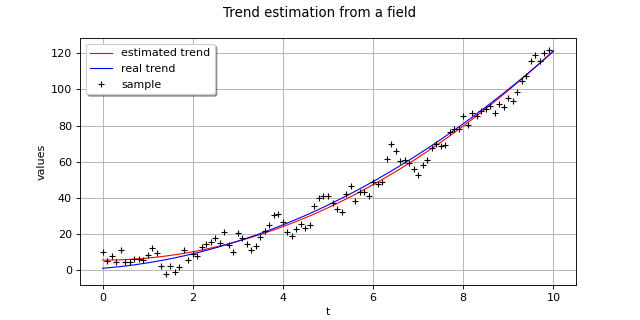 Trend estimation from a field
estimated trend
real trend
sample
120
100
80
60
40
20
0
values
0 2 4 6 8 10
t